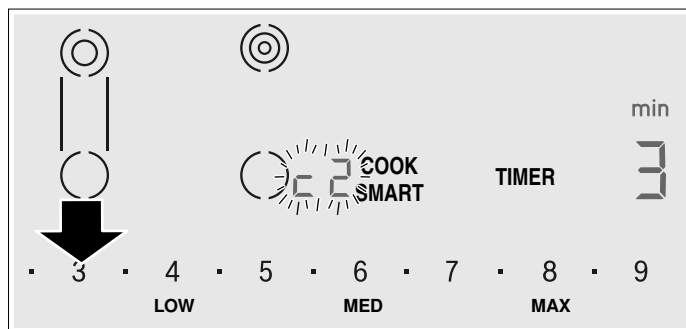 min
c 2 COOK
SMART TIMER 3
· 3 · 4 · 5 · 6 · 7 · 8 · 9
LOW MED MAX